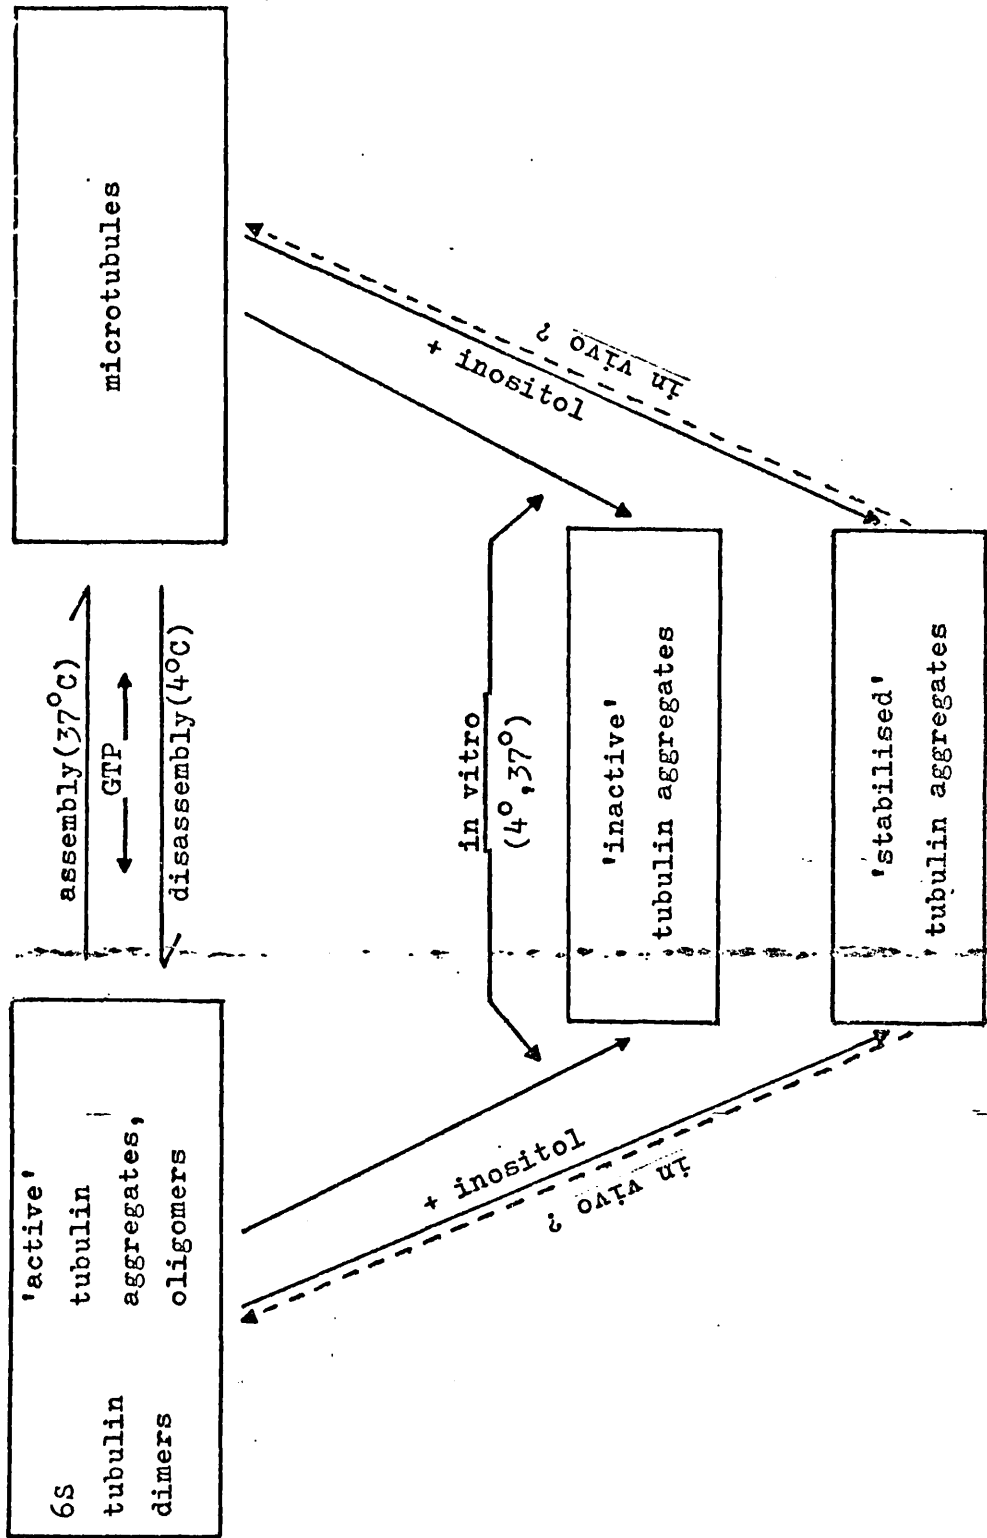 'active'
6S tubulin
tubulin aggregates,
dimers oligomers
assembly(37°C)
GTP
disassembly(4°C)
microtubules
in vitro
(4°,37°)
+ inositol
in vivo ?
+ inositol
in vivo ?
'inactive'
tubulin aggregates
'stabilised'
tubulin aggregates